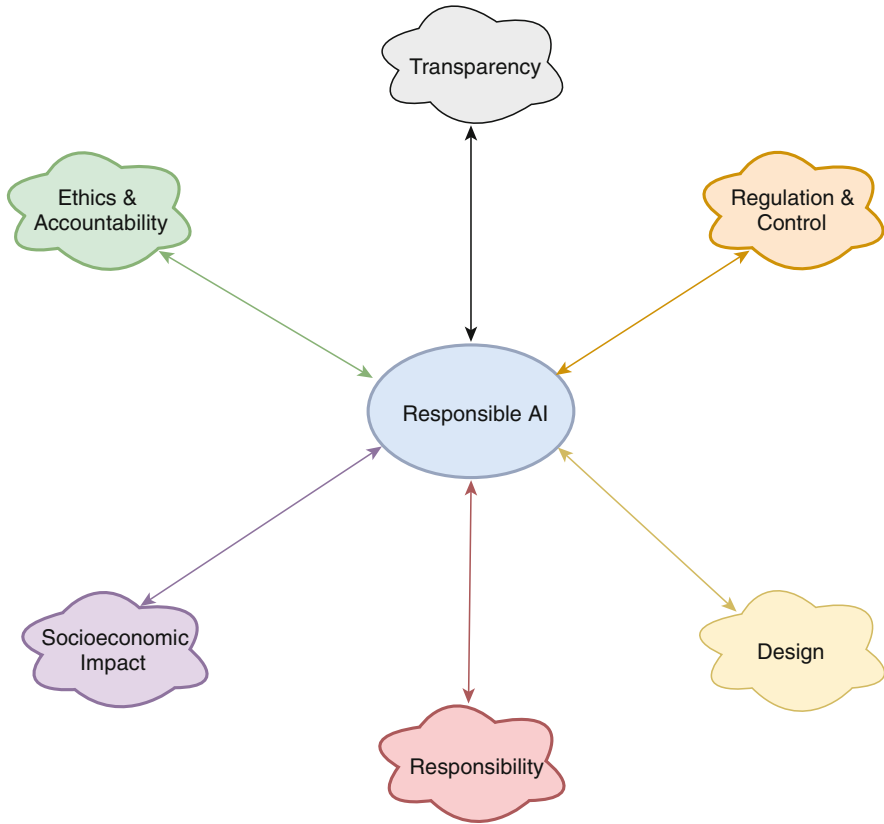 Transparency
Ethics &
Accountability
Regulation &
Control
Responsible AI
Socioeconomic
Impact
Design
Responsibility